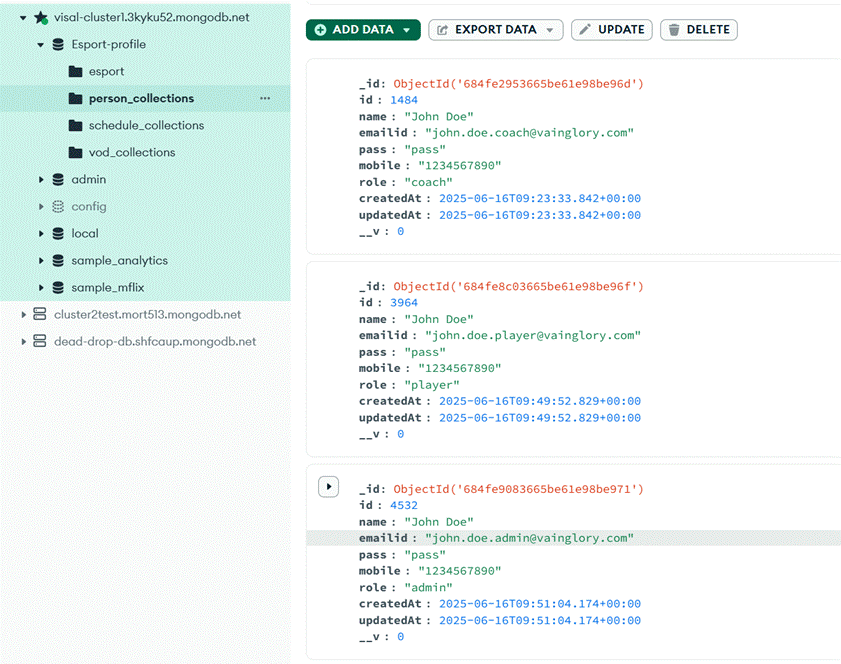 visal-cluster1.3kyku52.mongodb.net
Esport-profile
esport
person_collections
schedule_collections
vod_collections
admin
config
local
sample_analytics
sample_mflix
cluster2test.mort513.mongodb.net
dead-drop-db.shfcaup.mongodb.net
ADD DATA
EXPORT DATA
UPDATE
DELETE
_id: ObjectId('684fe2953665be61e98be96d')
id : 1484
name : "John Doe"
emailid : "john.doe.coach@vainglory.com"
pass : "pass"
mobile : "1234567890"
role : "coach"
createdAt : 2025-06-16T09:23:33.842+00:00
updatedAt : 2025-06-16T09:23:33.842+00:00
__v : 0
_id: ObjectId('684fe8c03665be61e98be96f')
id : 3964
name : "John Doe"
emailid : "john.doe.player@vainglory.com"
pass : "pass"
mobile : "1234567890"
role : "player"
createdAt : 2025-06-16T09:49:52.829+00:00
updatedAt : 2025-06-16T09:49:52.829+00:00
__v : 0
_id: ObjectId('684fe9083665be61e98be971')
id : 4532
name : "John Doe"
emailid : "john.doe.admin@vainglory.com"
pass : "pass"
mobile : "1234567890"
role : "admin"
createdAt : 2025-06-16T09:51:04.174+00:00
updatedAt : 2025-06-16T09:51:04.174+00:00
__v : 0